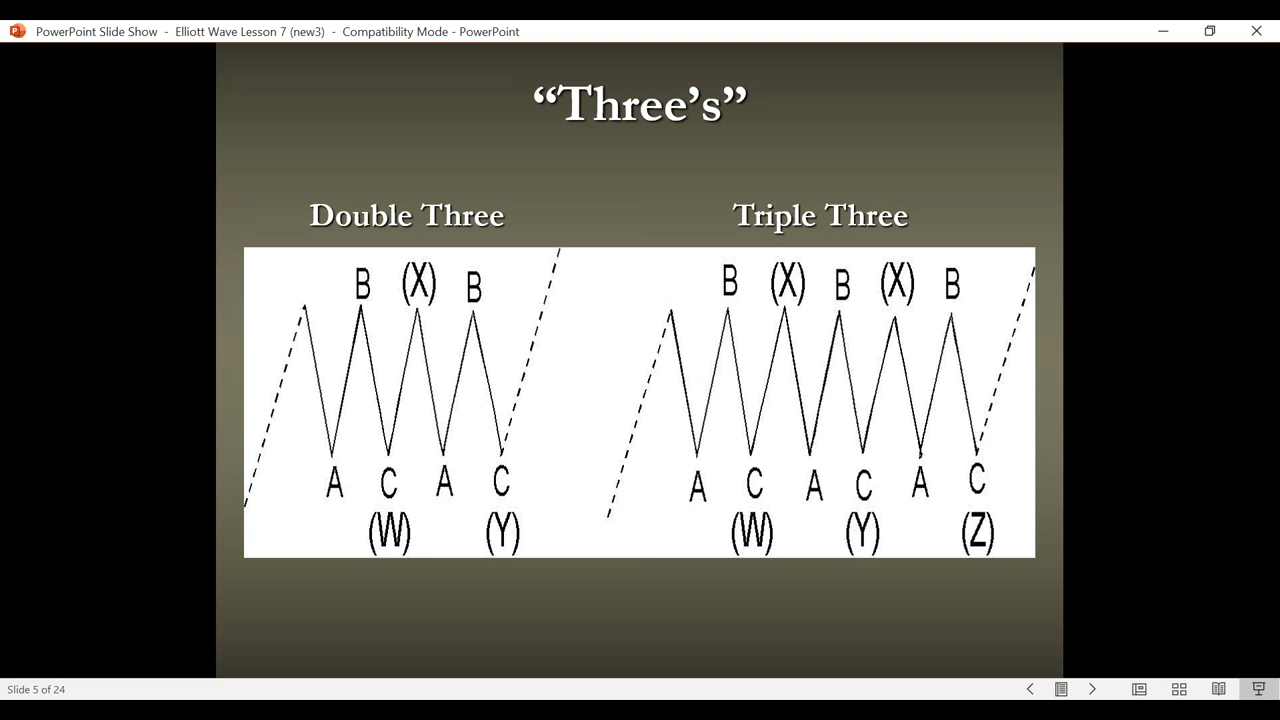 PowerPoint Slide Show - Elliott Wave Lesson 7 (new3) - Compatibility Mode - PowerPoint
“Three’s”
Double Three
Triple Three
B (X) B
A C A C
(W) (Y)
B (X) B (X) B
A C A C A C
(W) (Y) (Z)
Slide 5 of 24